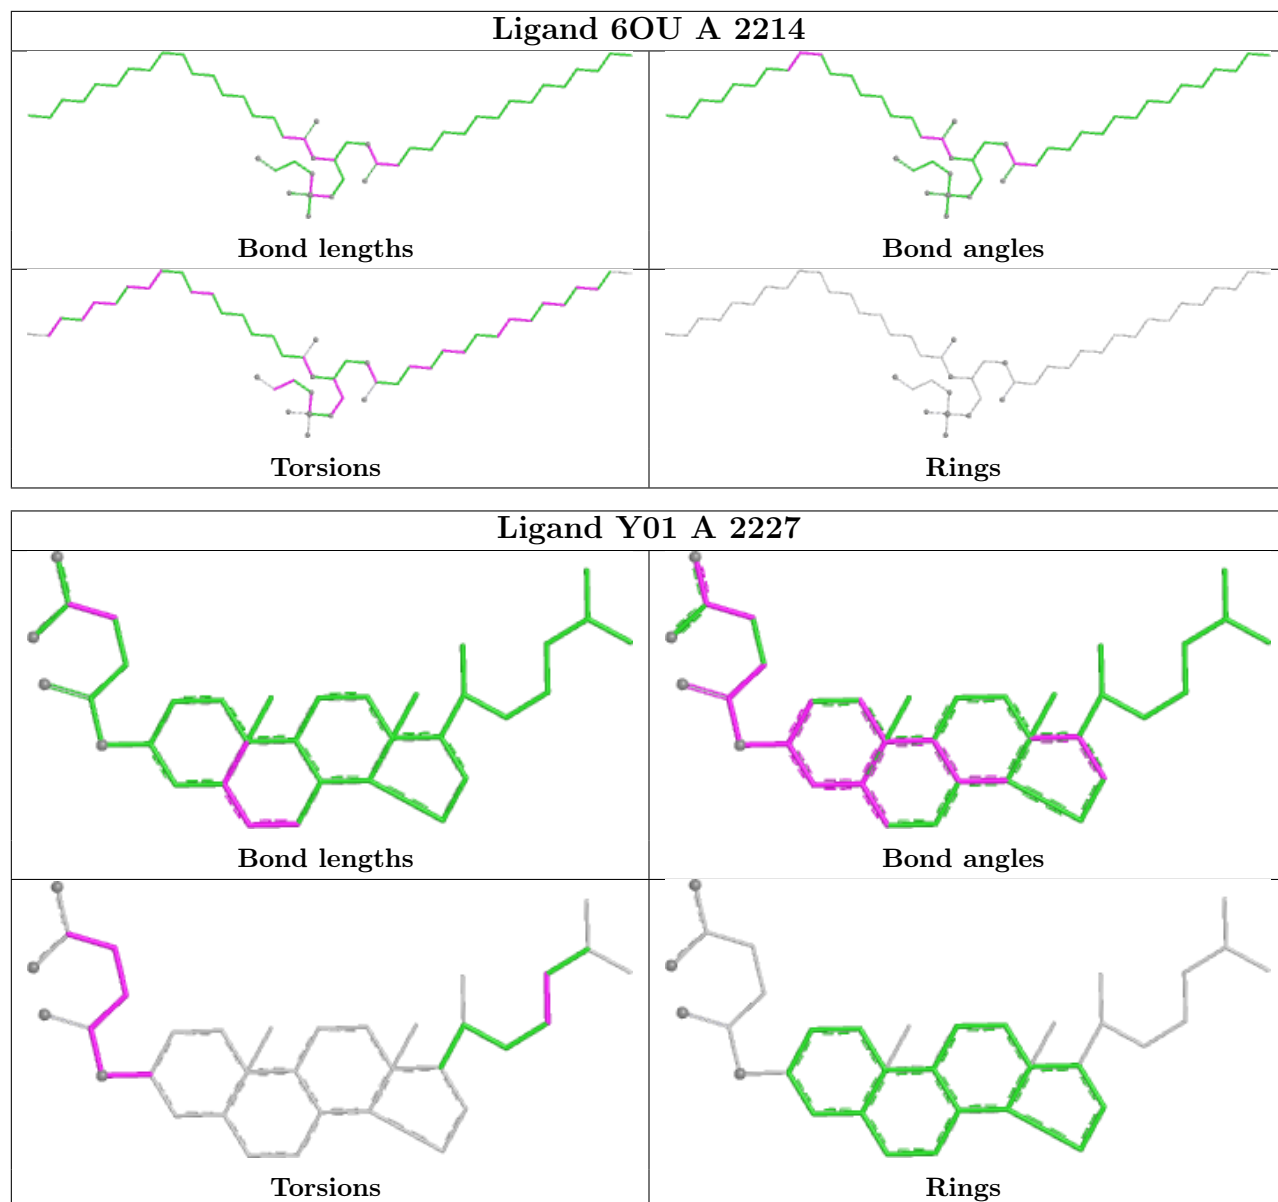 Ligand 6OU A 2214
Bond lengths
Bond angles
Torsions
Rings
Ligand Y01 A 2227
Bond lengths
Bond angles
Torsions
Rings